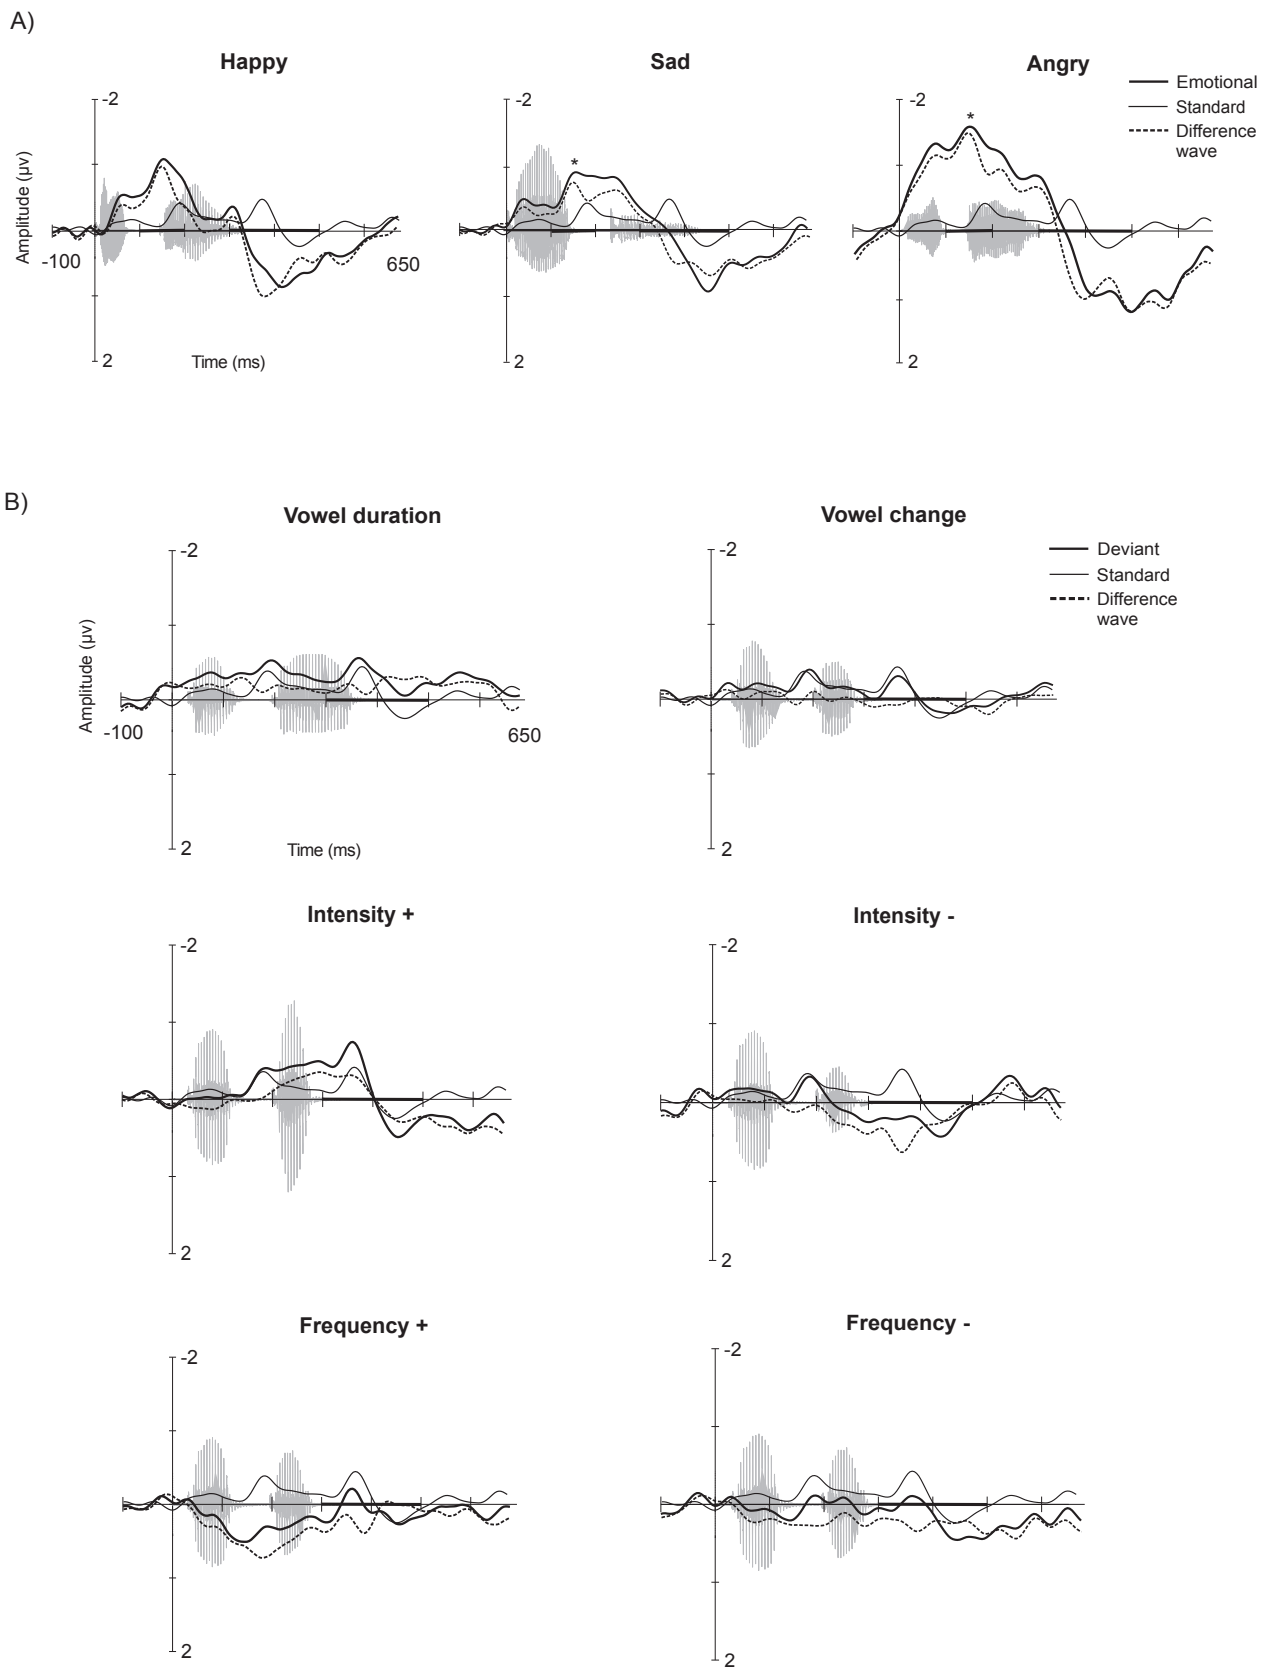 A)
Happy
Sad
Angry
Emotional
Standard
Difference
wave
-2
-2
-2
*
*
Amplitude (µv)
-100
650
2
Time (ms)
2
2
B)
Vowel duration
Vowel change
Deviant
Standard
Difference
wave
-2
-2
Amplitude (µv)
-100
650
2
Time (ms)
2
Intensity +
Intensity -
-2
-2
2
2
Frequency +
Frequency -
-2
-2
2
2